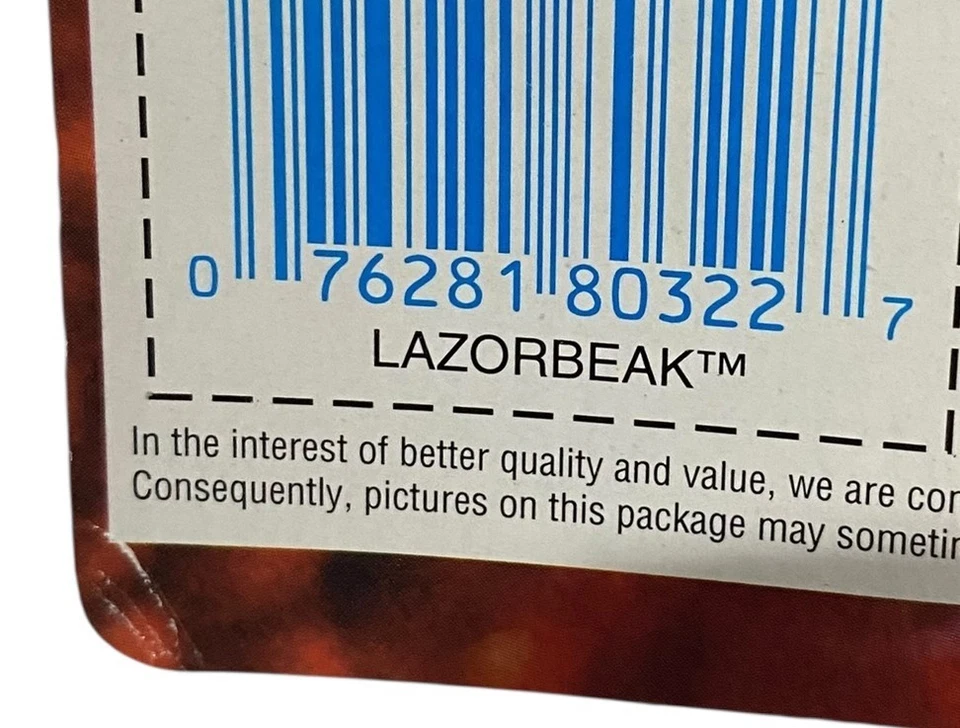 0 76281 80322 7
LAZORBEAK™
In the interest of better quality and value, we are
Consequently, pictures on this package may